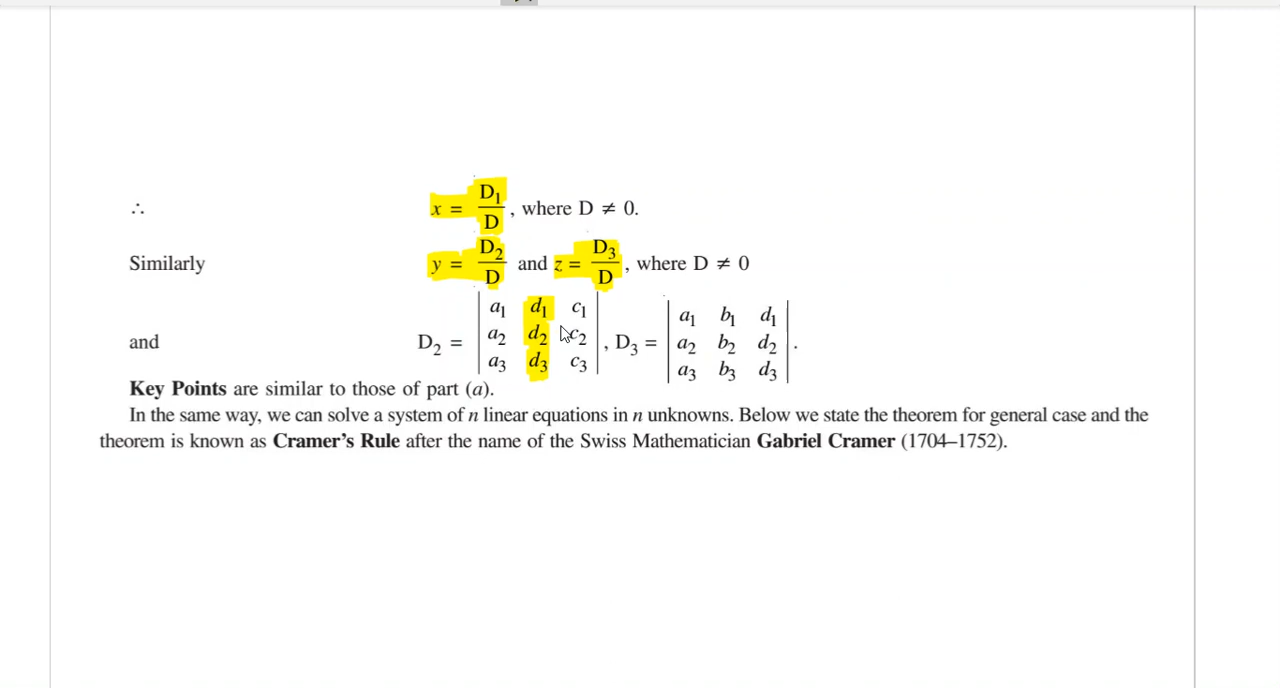 ∴ x = D₁/D , where D ≠ 0.
Similarly y = D₂/D and z = D₃/D , where D ≠ 0
and D₂ = | a₁ d₁ c₁ | , D₃ = | a₁ b₁ d₁ | .
| a₂ d₂ c₂ | | a₂ b₂ d₂ |
| a₃ d₃ c₃ | | a₃ b₃ d₃ |
Key Points are similar to those of part (a).
In the same way, we can solve a system of n linear equations in n unknowns. Below we state the theorem for general case and the
theorem is known as Cramer's Rule after the name of the Swiss Mathematician Gabriel Cramer (1704–1752).